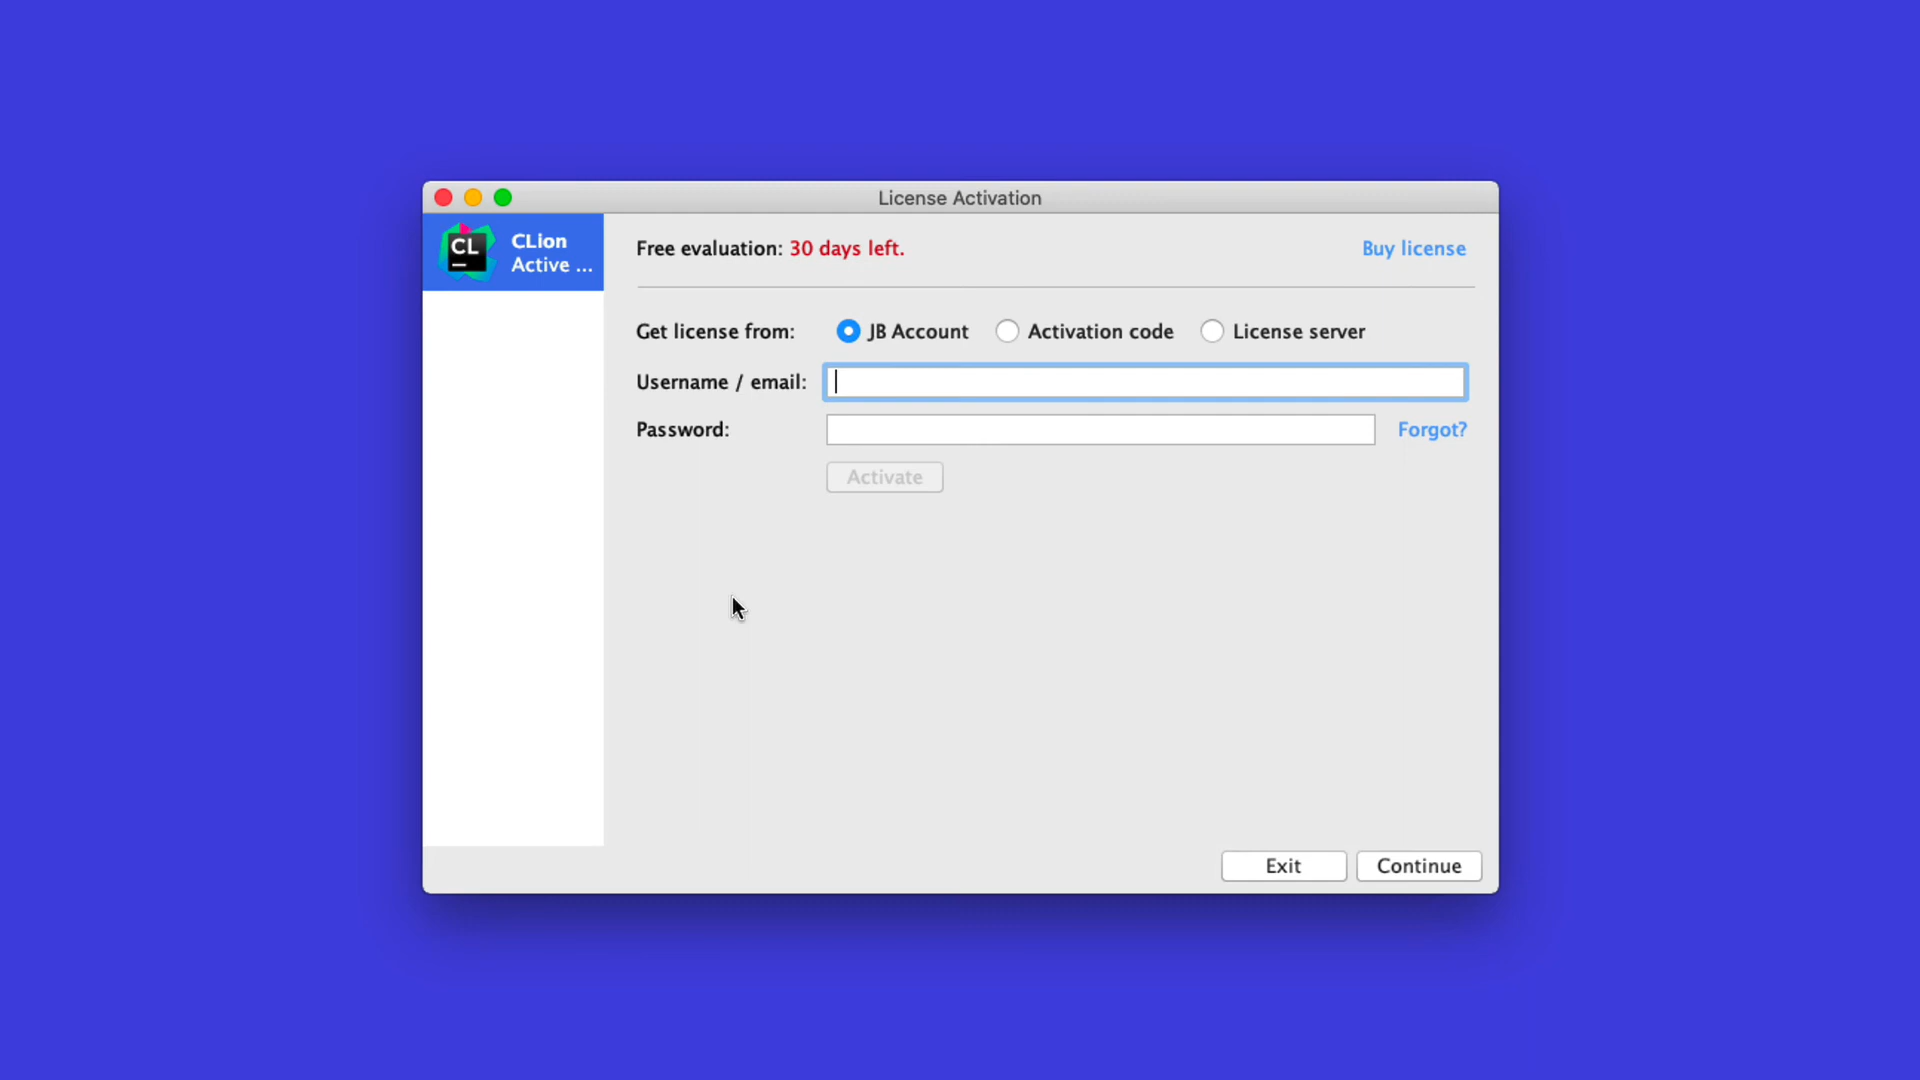 License Activation
CL
CLion
Active ...
Free evaluation: 30 days left.
Buy license
Get license from: JB Account Activation code License server
Username / email:
Password: Forgot?
Activate
Exit Continue